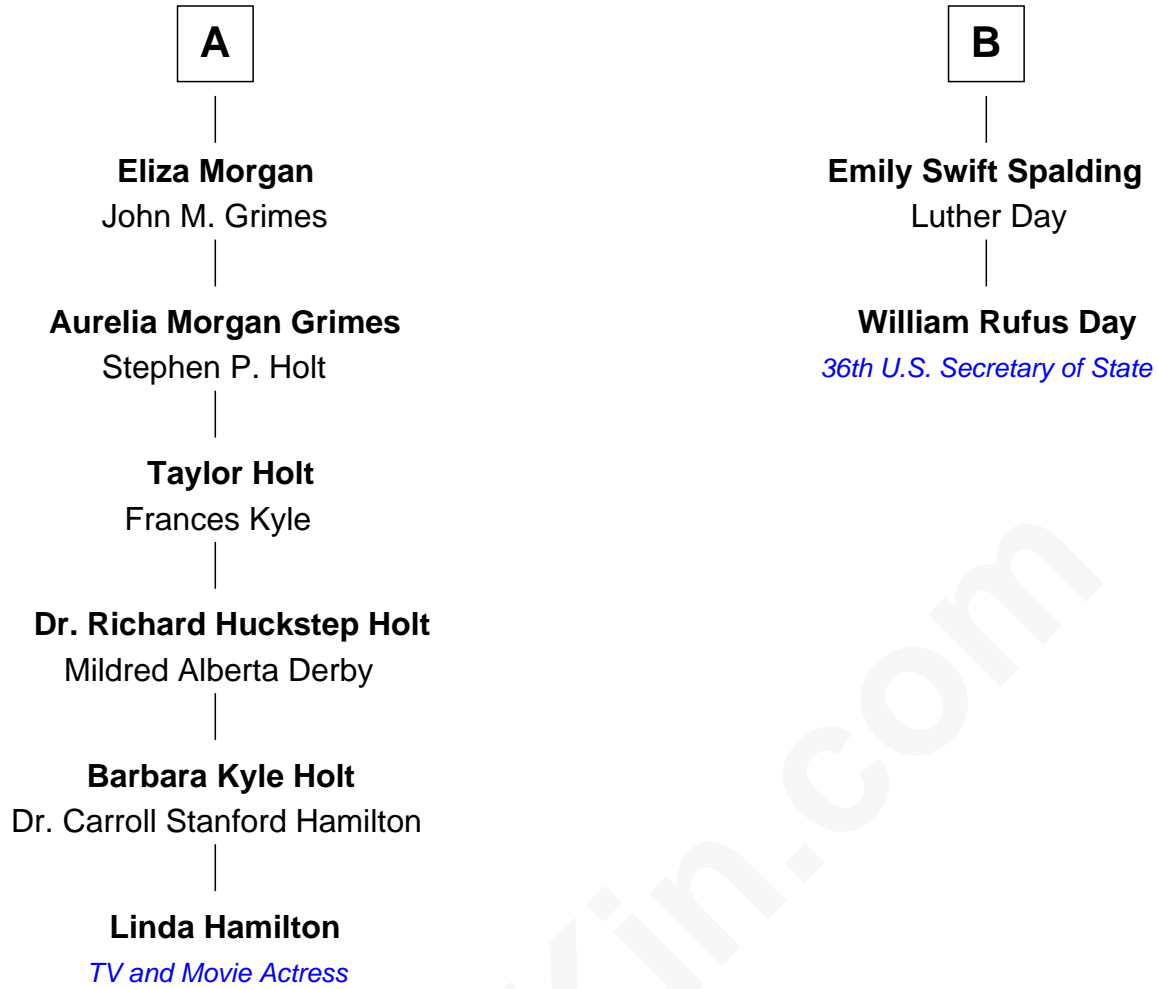 A
Eliza Morgan
John M. Grimes
Aurelia Morgan Grimes
Stephen P. Holt
Taylor Holt
Frances Kyle
Dr. Richard Huckstep Holt
Mildred Alberta Derby
Barbara Kyle Holt
Dr. Carroll Stanford Hamilton
Linda Hamilton
TV and Movie Actress
B
Emily Swift Spalding
Luther Day
William Rufus Day
36th U.S. Secretary of State
kin.com